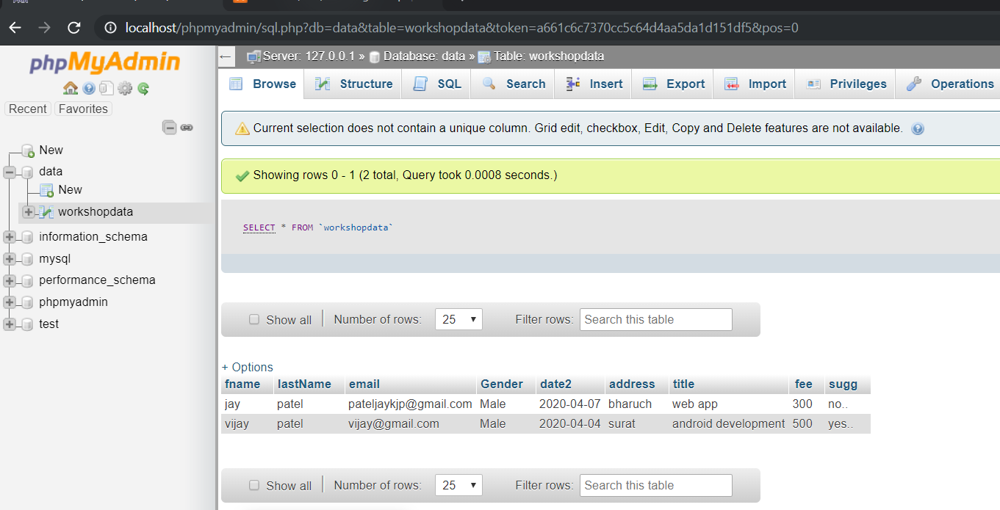 localhost/phpmyadmin/sql.php?db=data&table=workshopdata&token=a661c6c7370cc5c64d4aa5da1d151df5&pos=0
phpMyAdmin
Recent Favorites
New
data
New
workshopdata
information_schema
mysql
performance_schema
phpmyadmin
test
Server: 127.0.0.1 » Database: data » Table: workshopdata
Browse Structure SQL Search Insert Export Import Privileges Operations
Current selection does not contain a unique column. Grid edit, checkbox, Edit, Copy and Delete features are not available.
Showing rows 0 - 1 (2 total, Query took 0.0008 seconds.)
SELECT * FROM `workshopdata`
Show all Number of rows: 25 Filter rows: Search this table
+ Options
fname lastName email Gender date2 address title fee sugg
jay patel pateljaykjp@gmail.com Male 2020-04-07 bharuch web app 300 no..
vijay patel vijay@gmail.com Male 2020-04-04 surat android development 500 yes..
Show all Number of rows: 25 Filter rows: Search this table